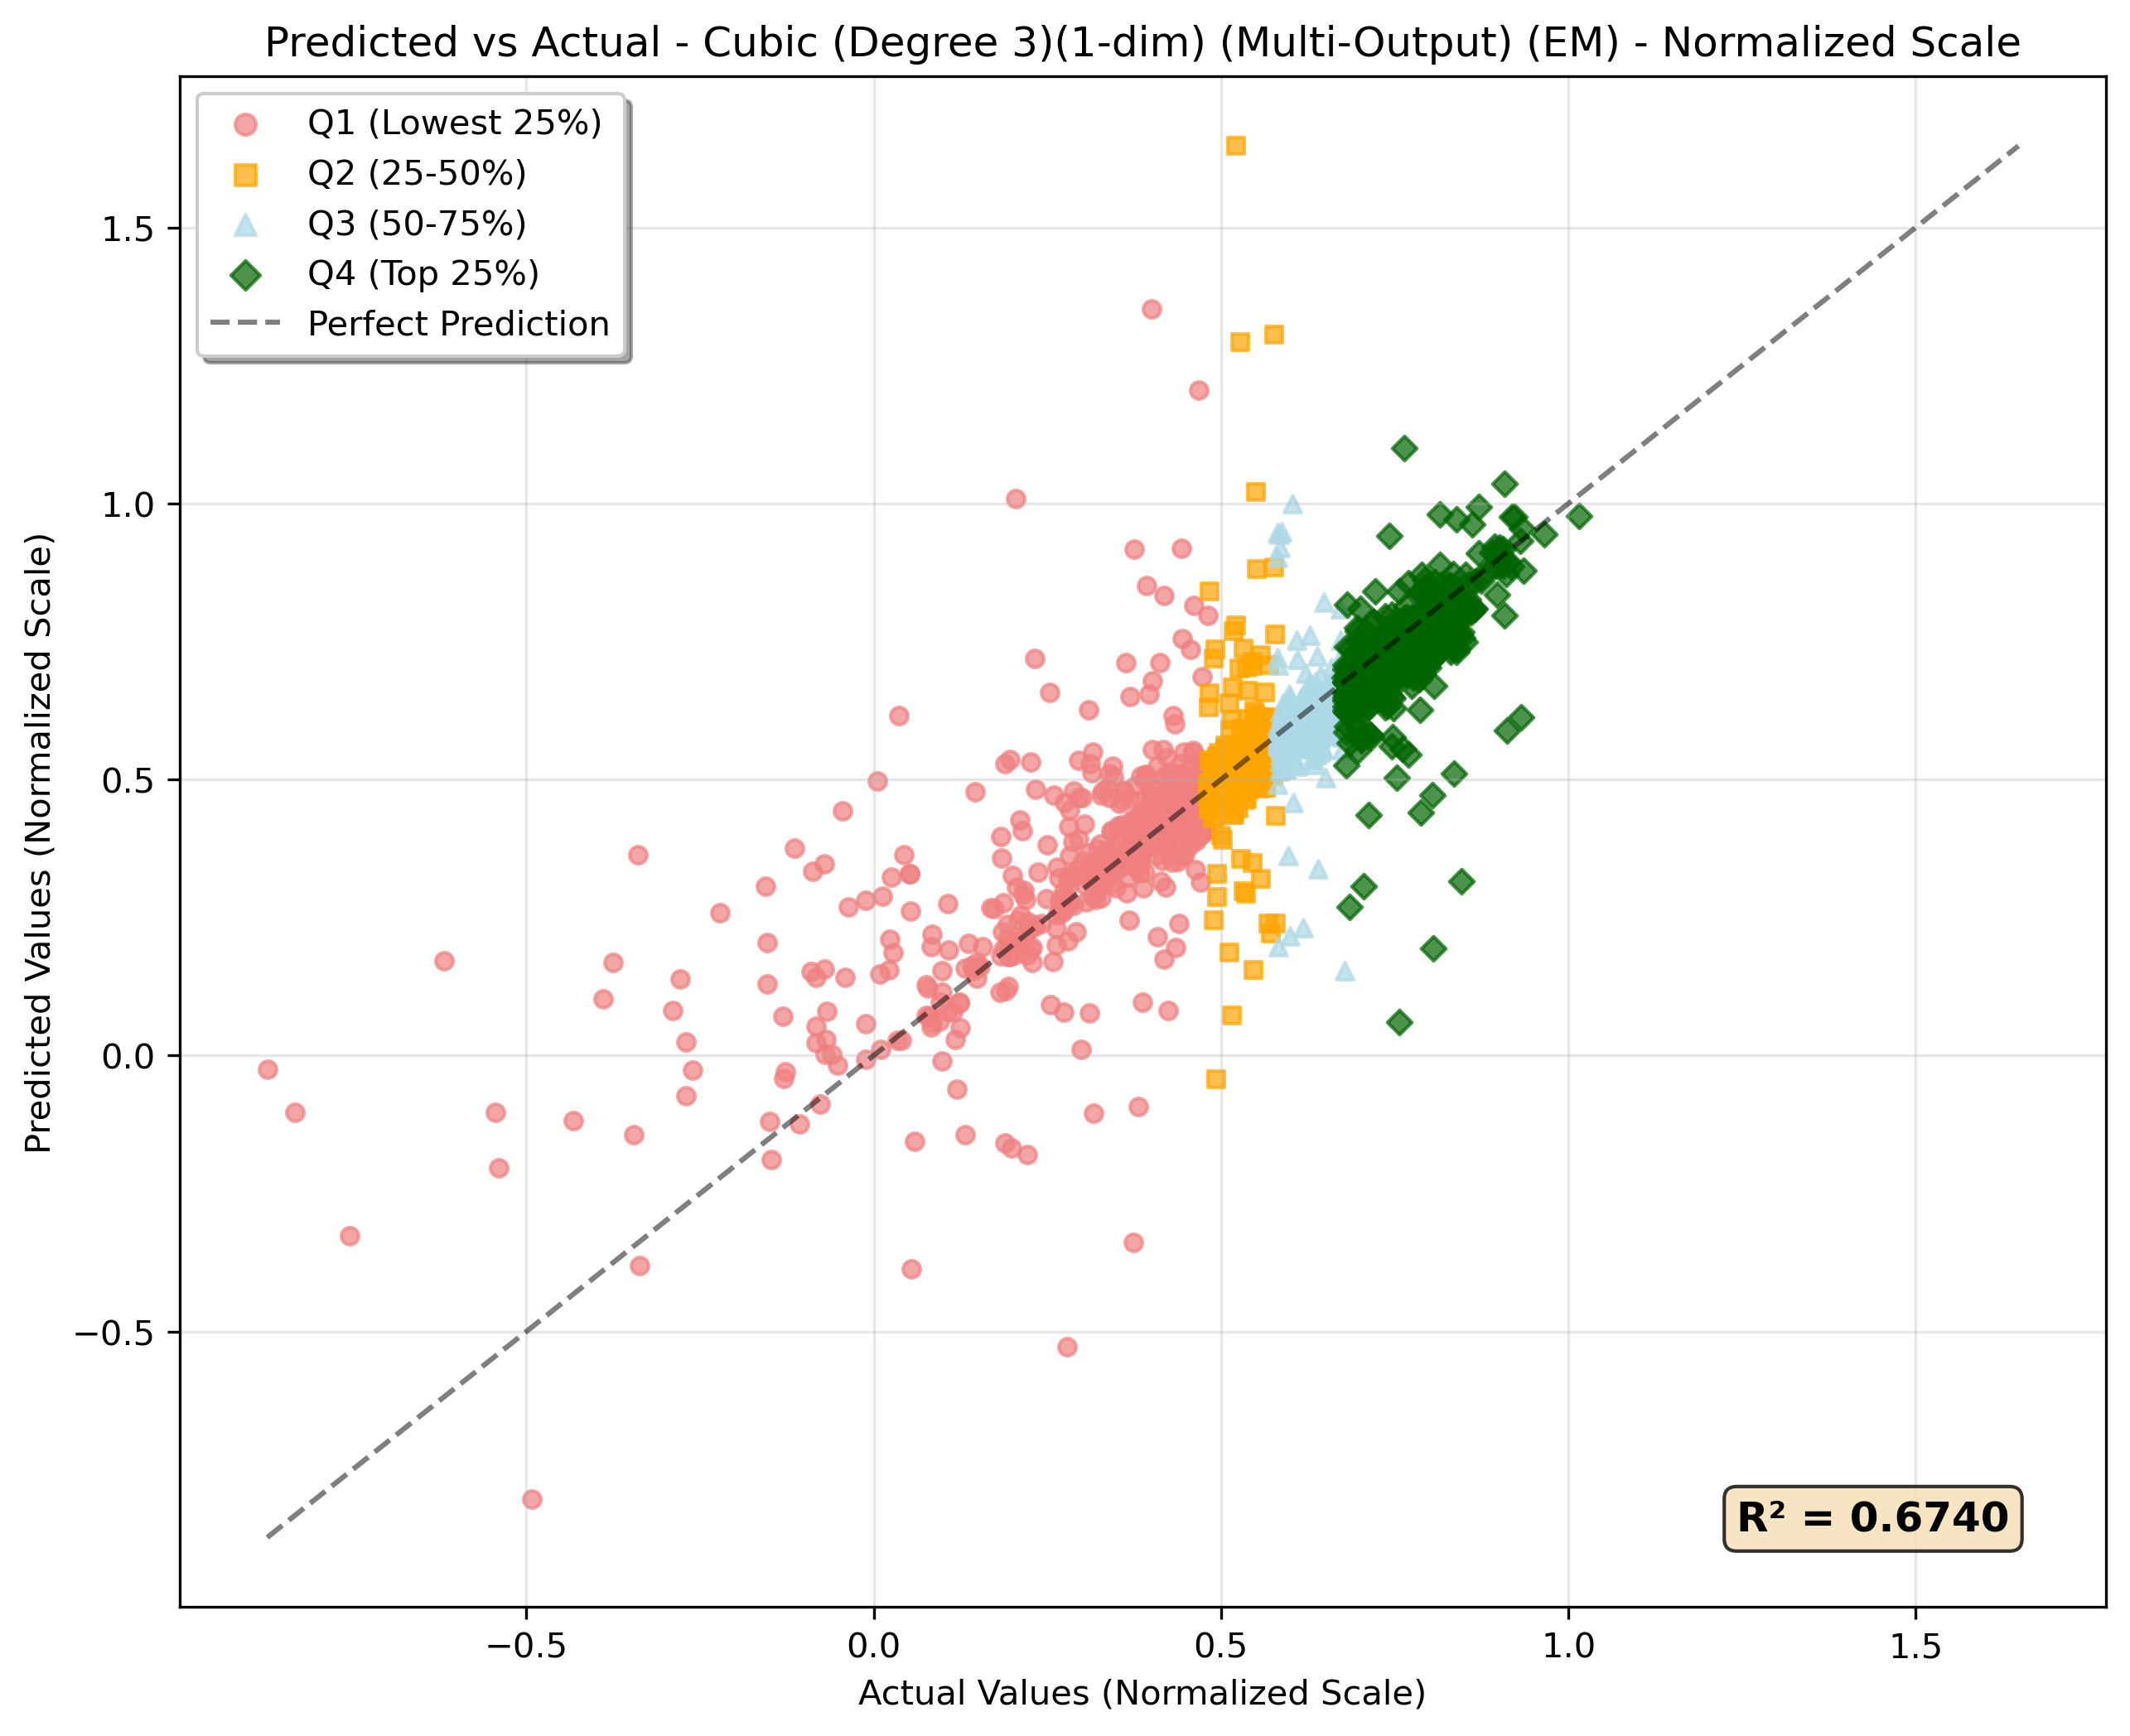 Predicted vs Actual - Cubic (Degree 3)(1-dim) (Multi-Output) (EM) - Normalized Scale
Q1 (Lowest 25%)
Q2 (25-50%)
Q3 (50-75%)
Q4 (Top 25%)
Perfect Prediction
Predicted Values (Normalized Scale)
1.5
1.0
0.5
0.0
−0.5
R² = 0.6740
−0.5
0.0
0.5
1.0
1.5
Actual Values (Normalized Scale)